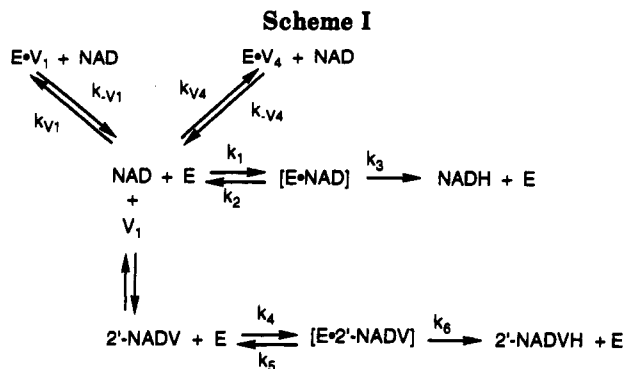 Scheme I
E•V₁ + NAD E•V₄ + NAD
k₋V1 kV4
kV1 k₋V4
k₁ k₃
NAD + E [E•NAD] NADH + E
k₂
+
V₁
k₄ k₆
2'-NADV + E [E•2'-NADV] 2'-NADVH + E
k₅